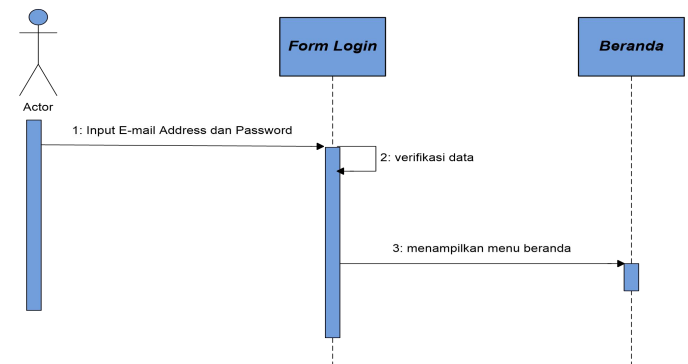 Form Login
Beranda
Actor
1: Input E-mail Address dan Password
2: verifikasi data
3: menampilkan menu beranda